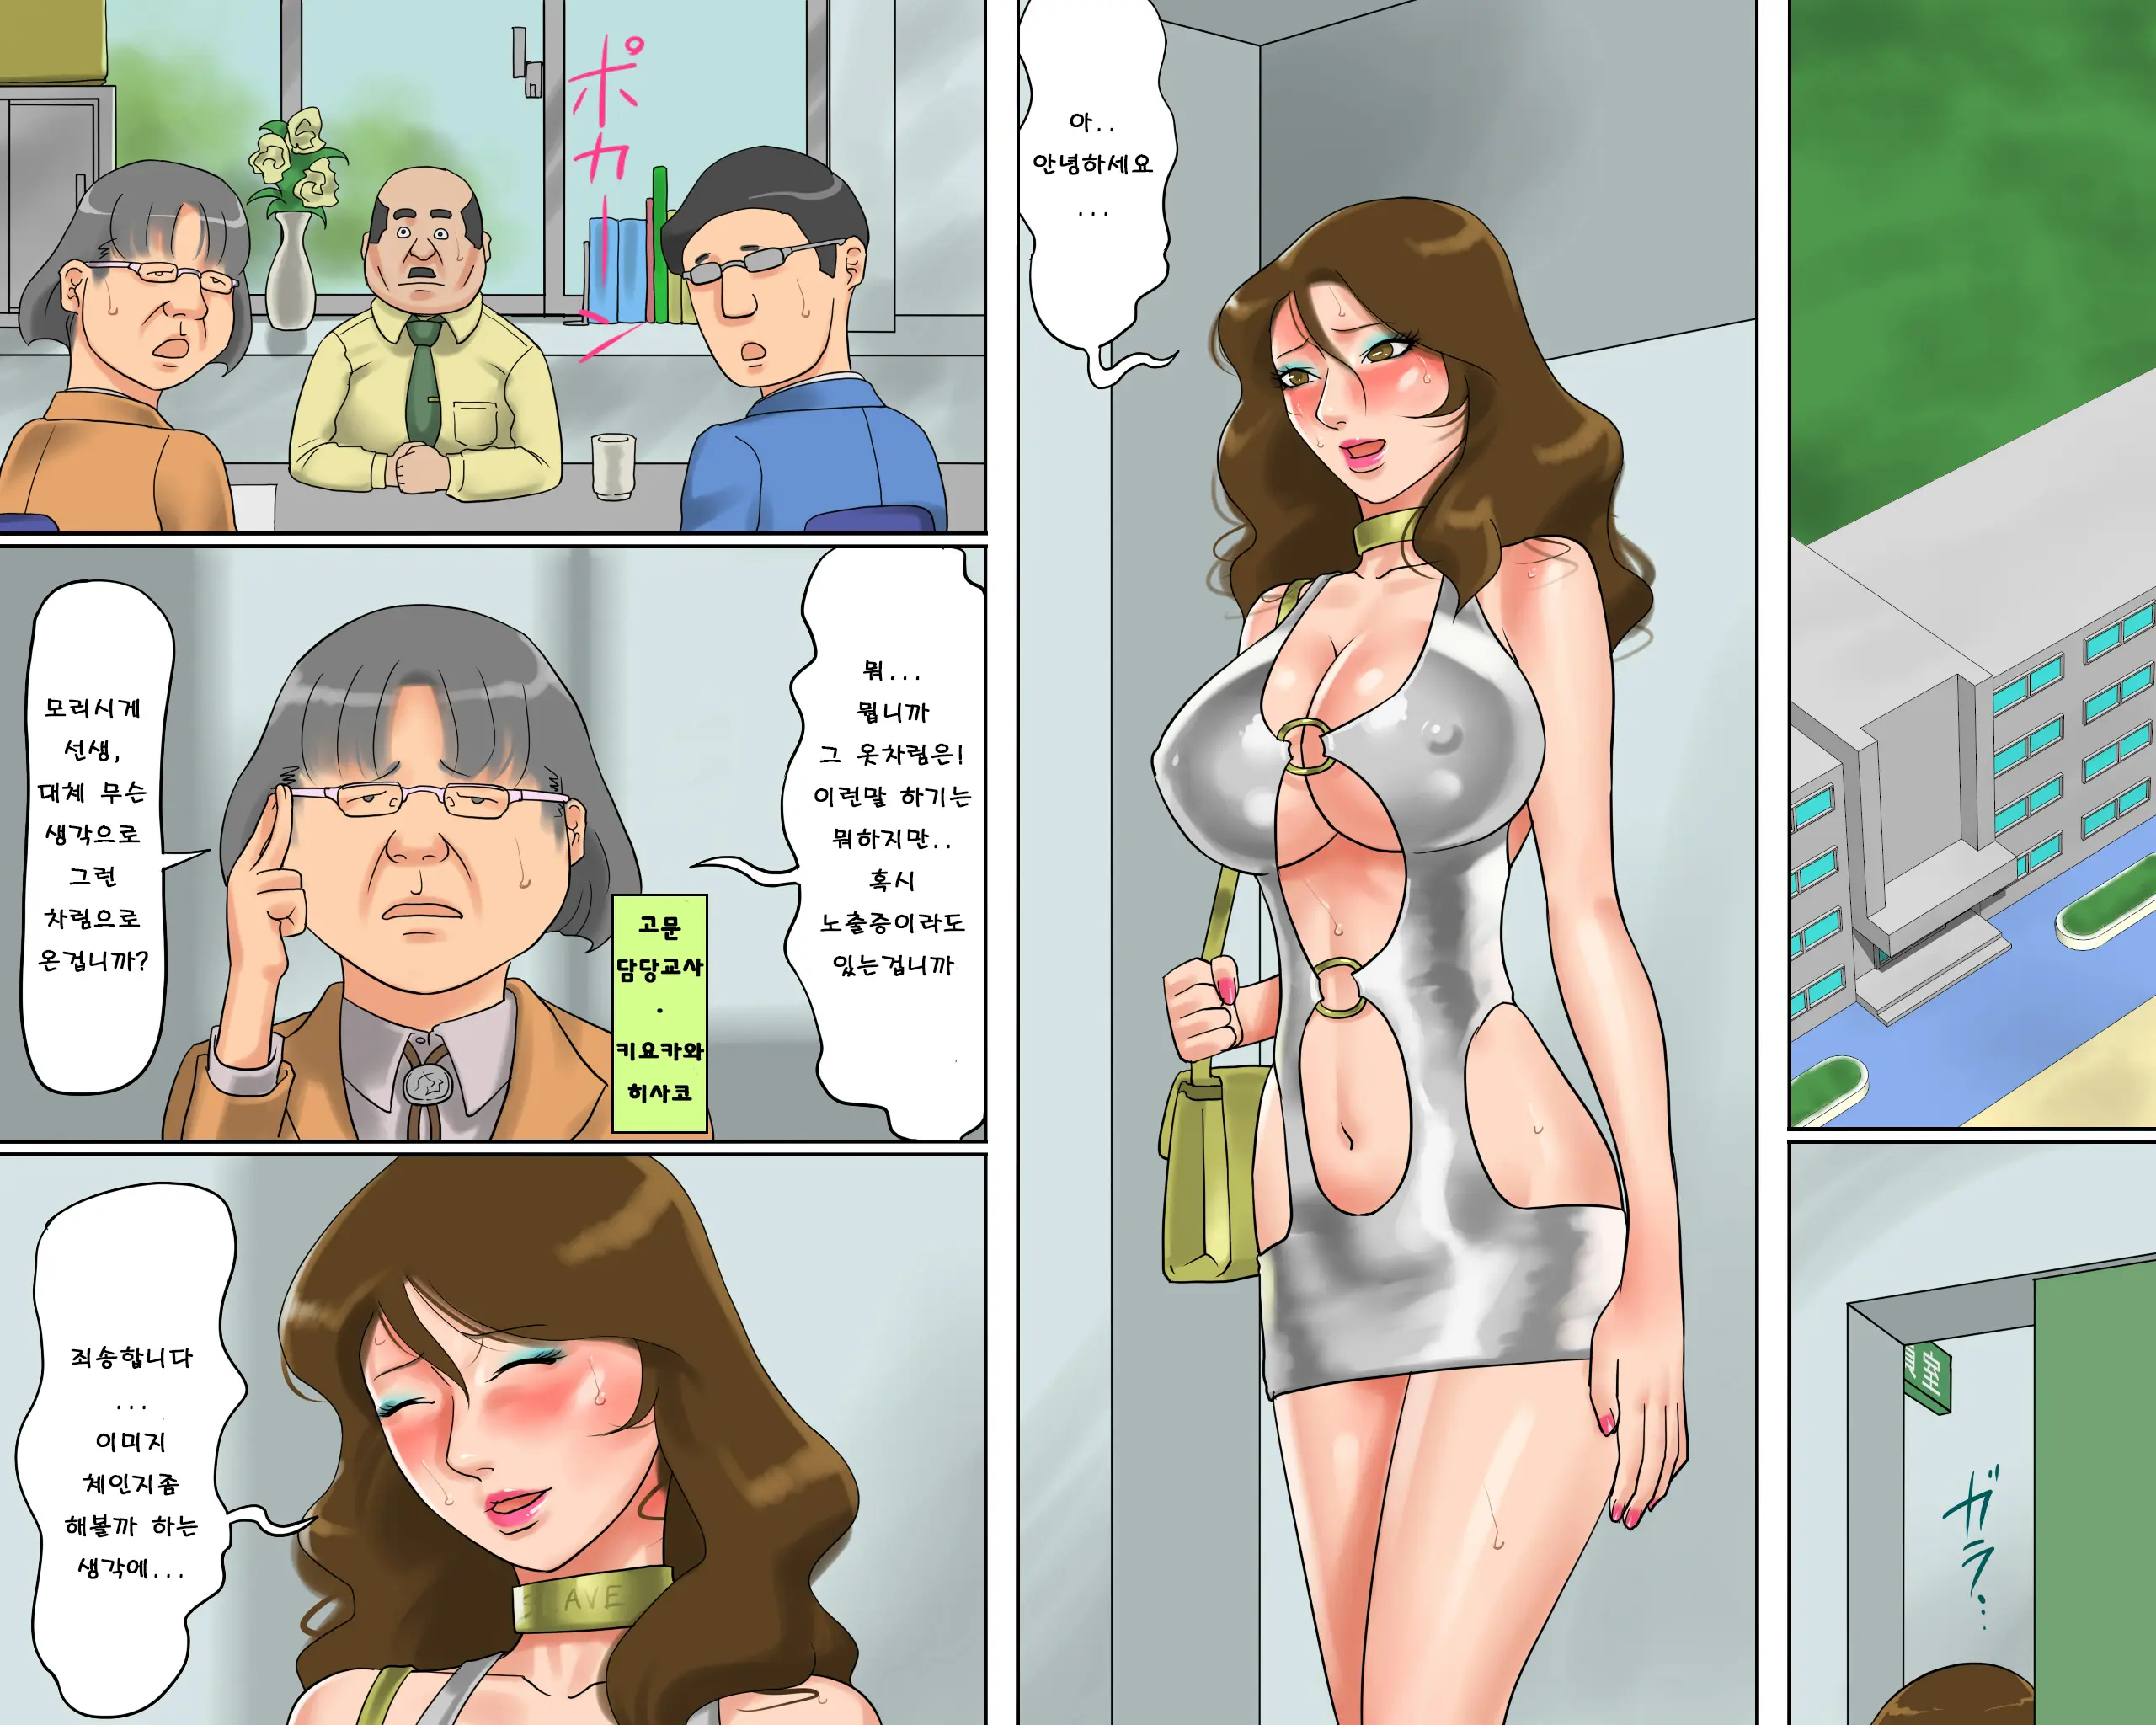 員室
ガラ‥
아..
안녕하세요
...
ポカーン
뭐...
뭡니까
그 옷차림은!
이런말 하기는
뭐하지만..
혹시
노출증이라도
있는겁니까
고문
담당교사
·
키요카와
히사코
모리시게
선생,
대체 무슨
생각으로
그런
차림으로
온겁니까?
죄송합니다
...
이미지
체인지좀
해볼까 하는
생각에...
SLAVE